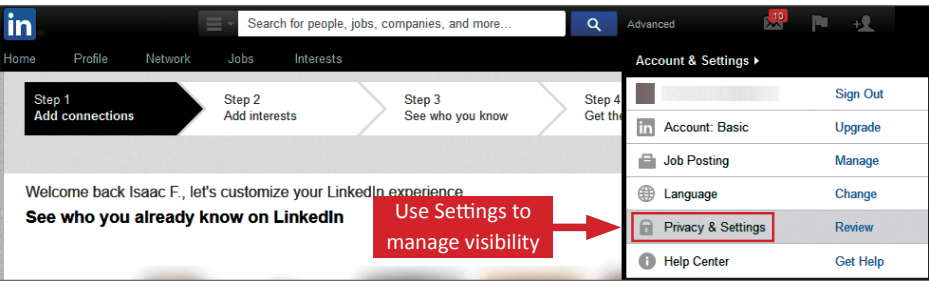 in
Search for people, jobs, companies, and more...
Advanced
10
Home Profile Network Jobs Interests
Account & Settings
Step 1
Add connections
Step 2
Add interests
Step 3
See who you know
Step 4
Get the
Sign Out
in Account: Basic Upgrade
Job Posting Manage
Language Change
Privacy & Settings Review
Help Center Get Help
Welcome back Isaac F., let's customize your LinkedIn experience
See who you already know on LinkedIn
Use Settings to
manage visibility